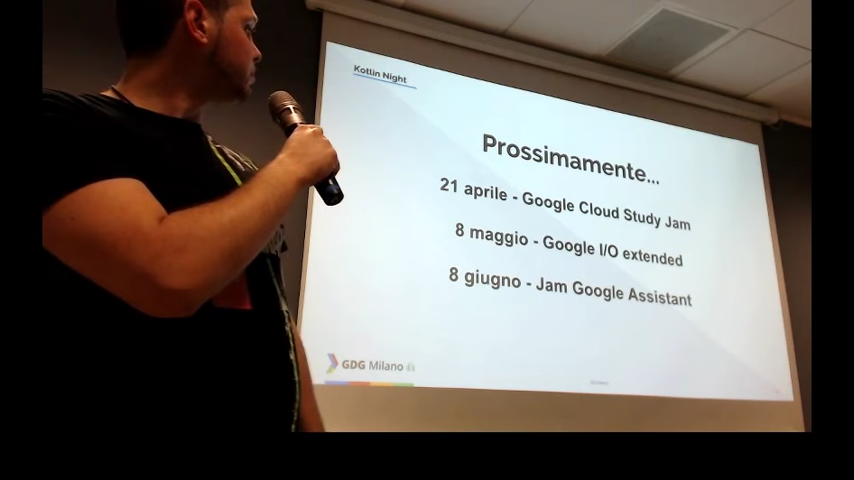 Kotlin Night
Prossimamente...
21 aprile - Google Cloud Study Jam
8 maggio - Google I/O extended
8 giugno - Jam Google Assistant
GDG Milano